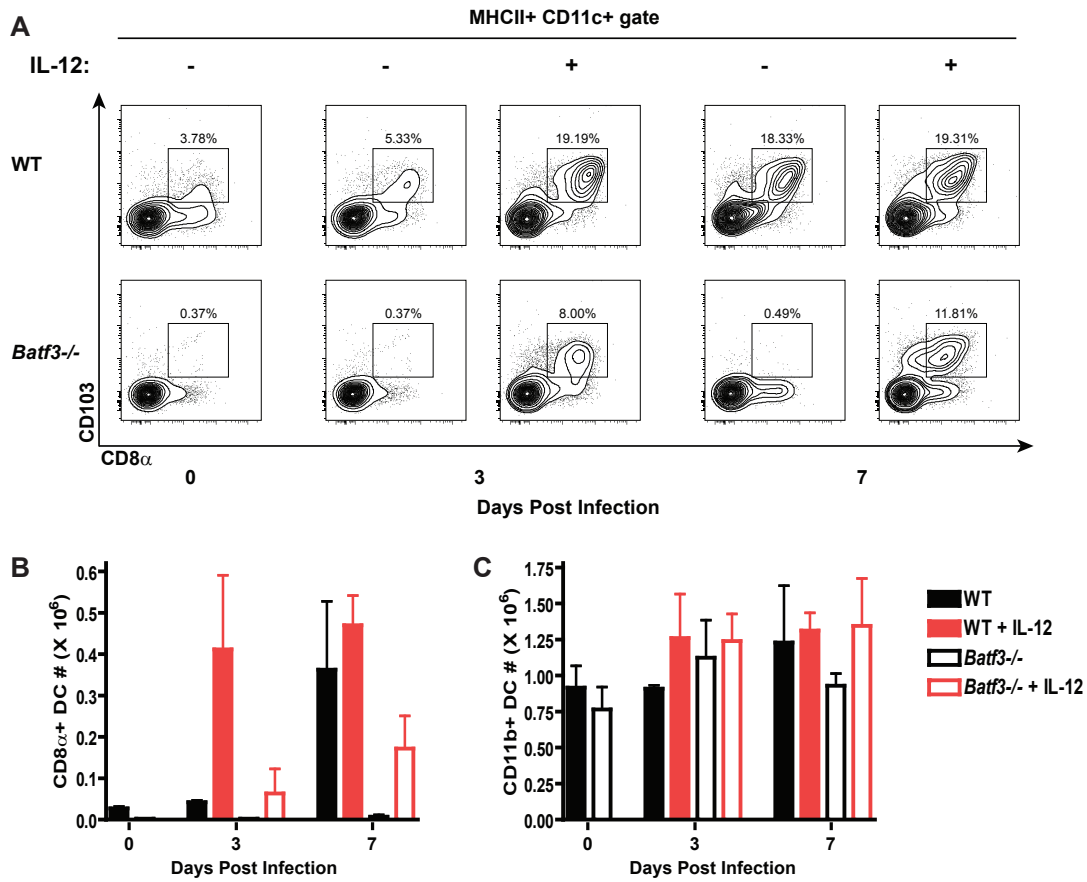 A
MHCII+ CD11c+ gate
IL-12: - - + - +
WT
3.78% 5.33% 19.19% 18.33% 19.31%
Batf3-/-
0.37% 0.37% 8.00% 0.49% 11.81%
CD103
CD8α
0 3 7
Days Post Infection
B
CD8α+ DC # (X 10⁶)
0.6
0.5
0.4
0.3
0.2
0.1
0.0
0 3 7
Days Post Infection
C
CD11b+ DC # (X 10⁶)
1.75
1.50
1.25
1.00
0.75
0.50
0.25
0.00
0 3 7
Days Post Infection
WT
WT + IL-12
Batf3-/-
Batf3-/- + IL-12